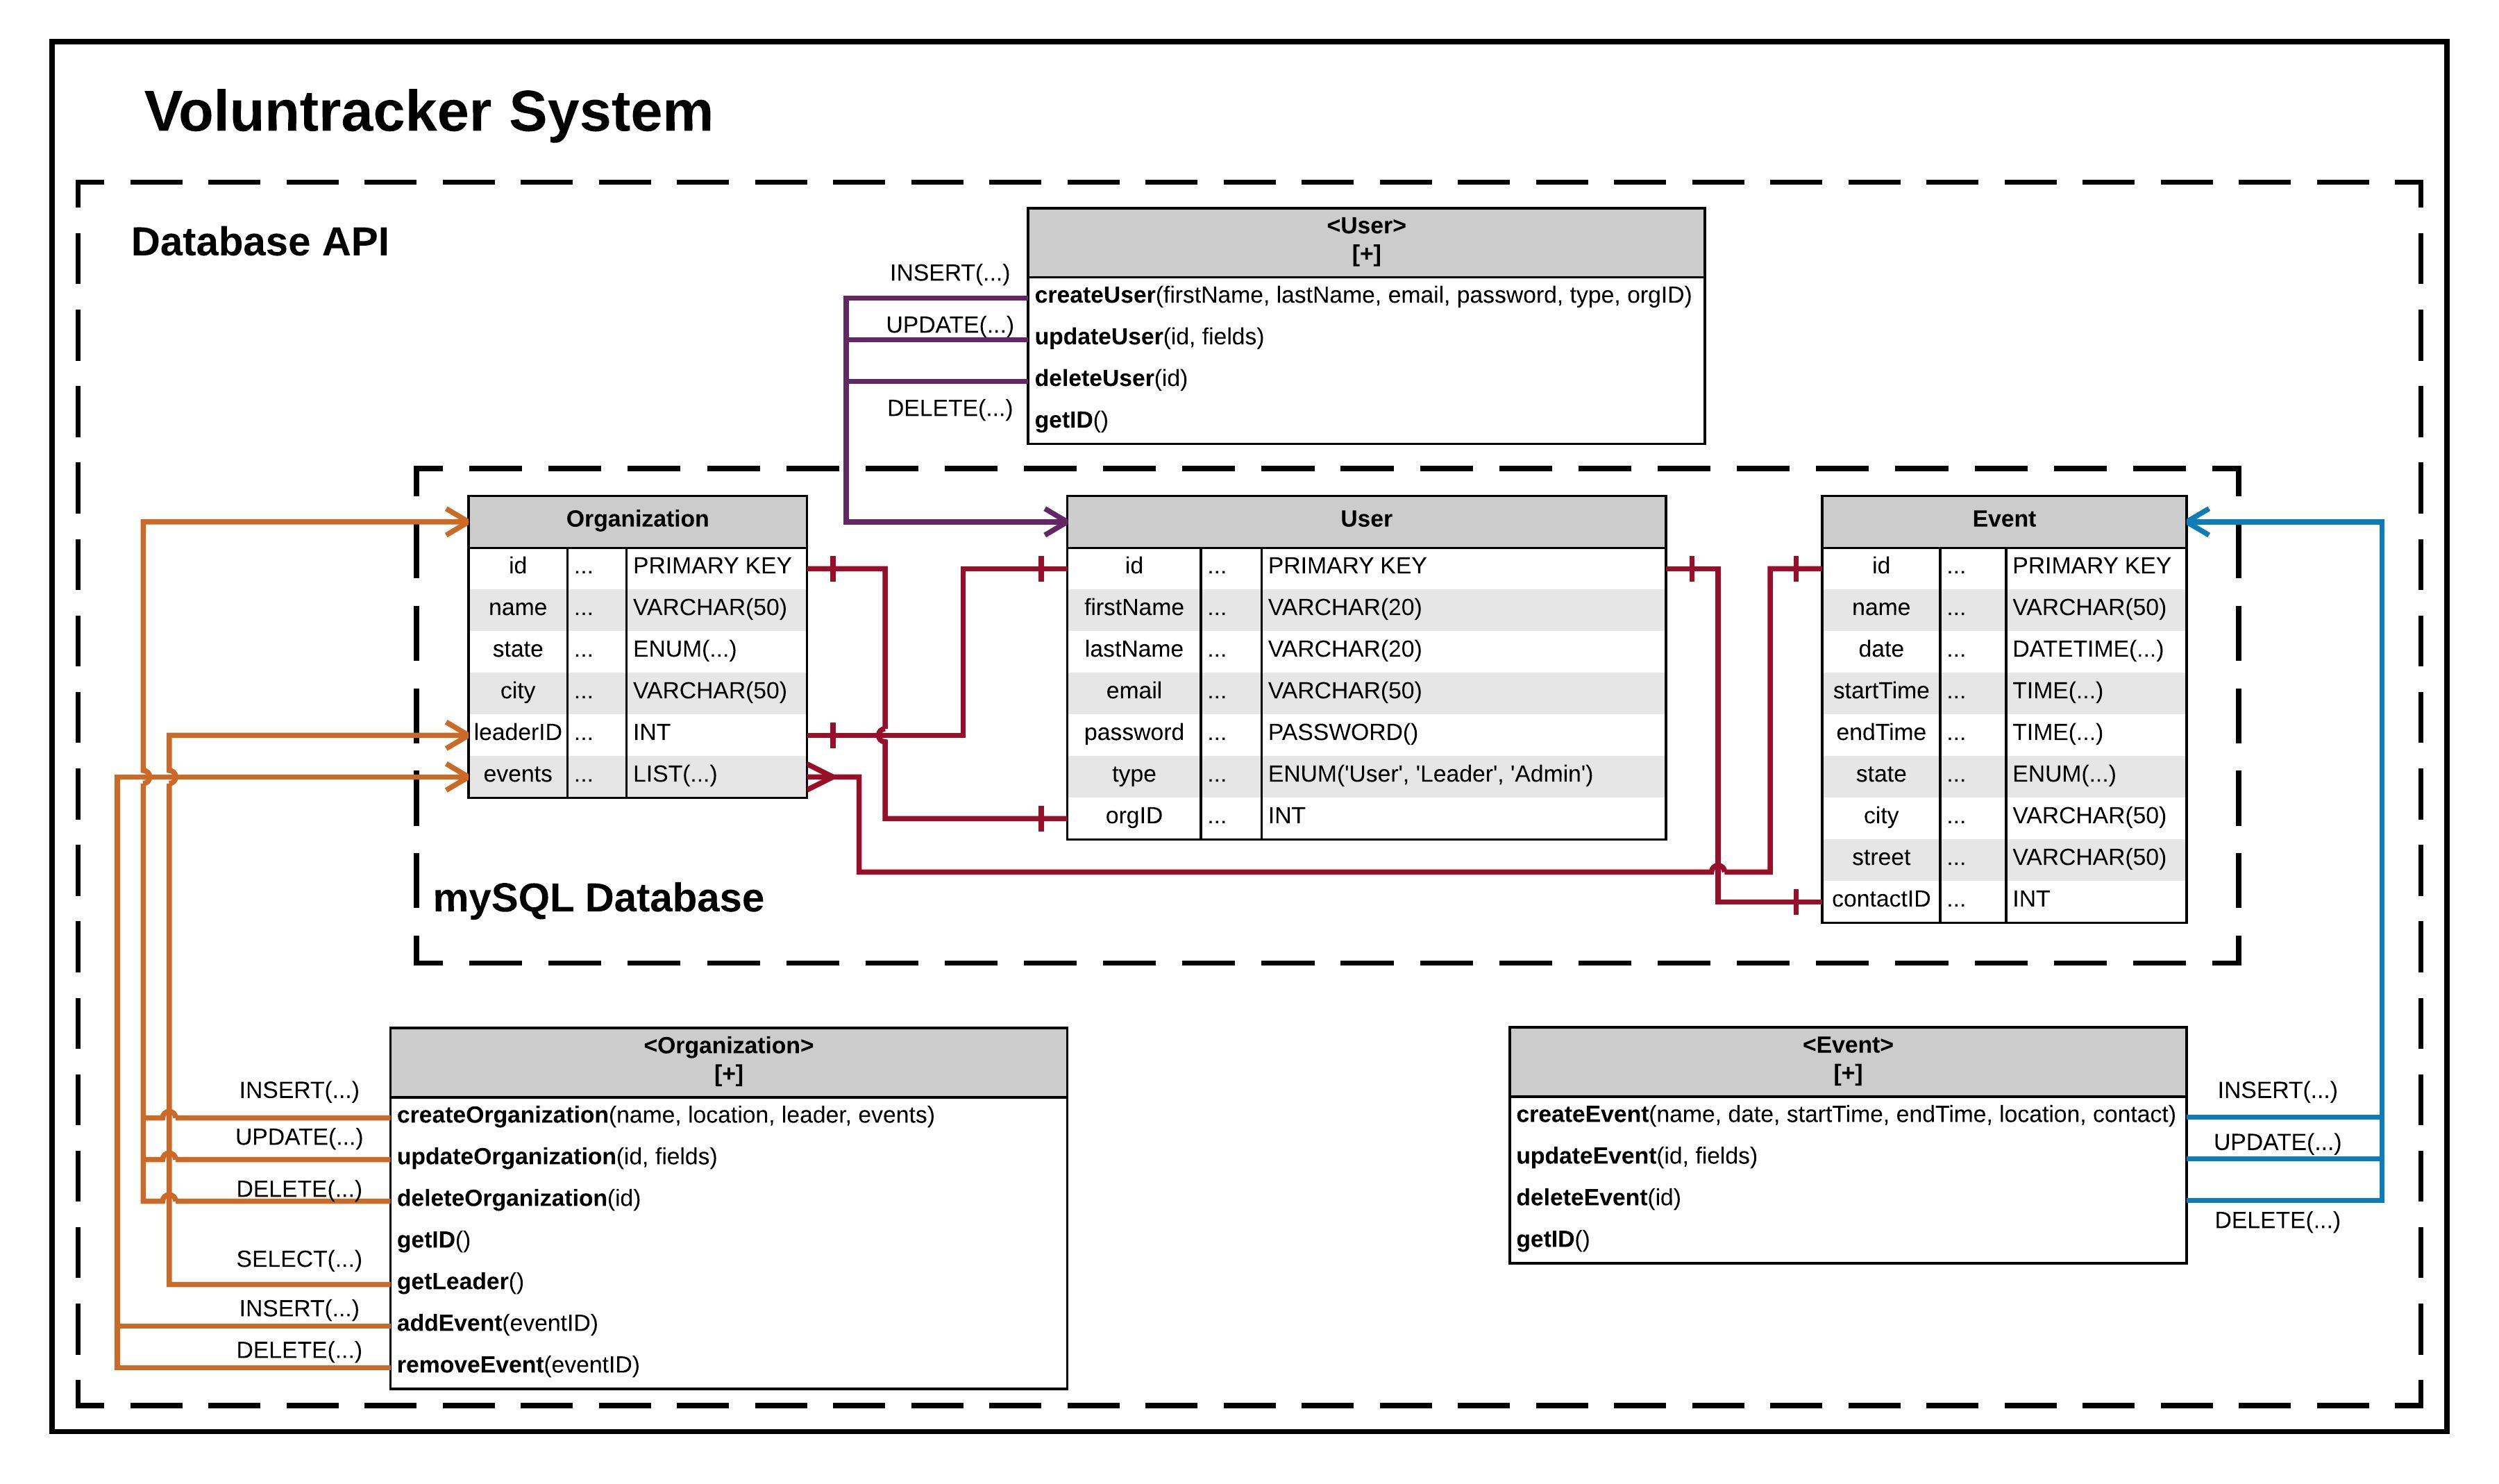 Voluntracker System
Database API
<User>
[+]
INSERT(...)
createUser(firstName, lastName, email, password, type, orgID)
UPDATE(...)
updateUser(id, fields)
deleteUser(id)
DELETE(...)
getID()
Organization
id ... PRIMARY KEY
name ... VARCHAR(50)
state ... ENUM(...)
city ... VARCHAR(50)
leaderID ... INT
events ... LIST(...)
User
id ... PRIMARY KEY
firstName ... VARCHAR(20)
lastName ... VARCHAR(20)
email ... VARCHAR(50)
password ... PASSWORD()
type ... ENUM('User', 'Leader', 'Admin')
orgID ... INT
Event
id ... PRIMARY KEY
name ... VARCHAR(50)
date ... DATETIME(...)
startTime ... TIME(...)
endTime ... TIME(...)
state ... ENUM(...)
city ... VARCHAR(50)
street ... VARCHAR(50)
contactID ... INT
mySQL Database
<Organization>
[+]
INSERT(...)
createOrganization(name, location, leader, events)
UPDATE(...)
updateOrganization(id, fields)
DELETE(...)
deleteOrganization(id)
getID()
SELECT(...)
getLeader()
INSERT(...)
addEvent(eventID)
DELETE(...)
removeEvent(eventID)
<Event>
[+]
INSERT(...)
createEvent(name, date, startTime, endTime, location, contact)
UPDATE(...)
updateEvent(id, fields)
deleteEvent(id)
DELETE(...)
getID()